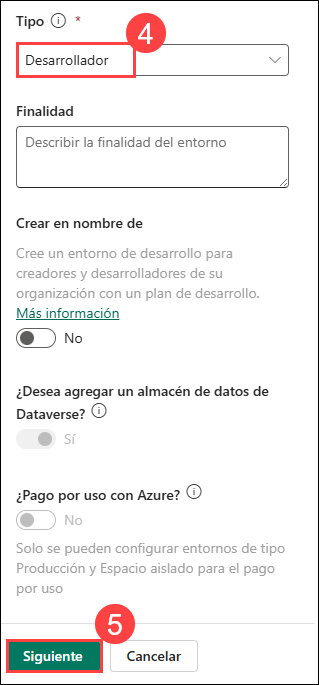 Tipo ⓘ *
4
Desarrollador
Finalidad
Describir la finalidad del entorno
Crear en nombre de
Cree un entorno de desarrollo para
creadores y desarrolladores de su
organización con un plan de desarrollo.
Más información
No
¿Desea agregar un almacén de datos de
Dataverse? ⓘ
Sí
¿Pago por uso con Azure? ⓘ
No
Solo se pueden configurar entornos de tipo
Producción y Espacio aislado para el pago
por uso
5
Siguiente Cancelar